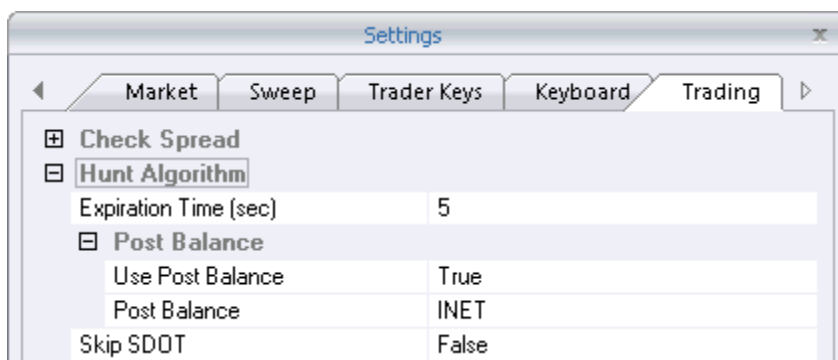 Settings
Market Sweep Trader Keys Keyboard Trading
Check Spread
Hunt Algorithm
Expiration Time (sec) 5
Post Balance
Use Post Balance True
Post Balance INET
Skip SDOT False